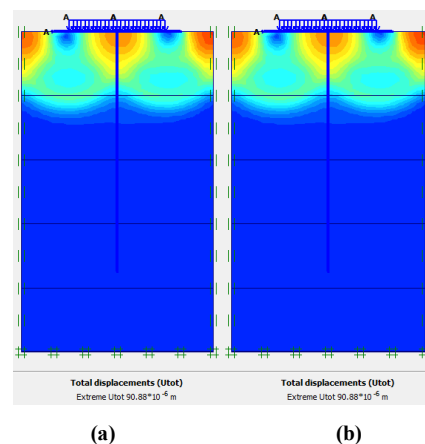 A A A A A A
A A
Total displacements (Utot) Total displacements (Utot)
Extreme Utot 90.88*10 -6 m Extreme Utot 90.88*10 -6 m
(a) (b)